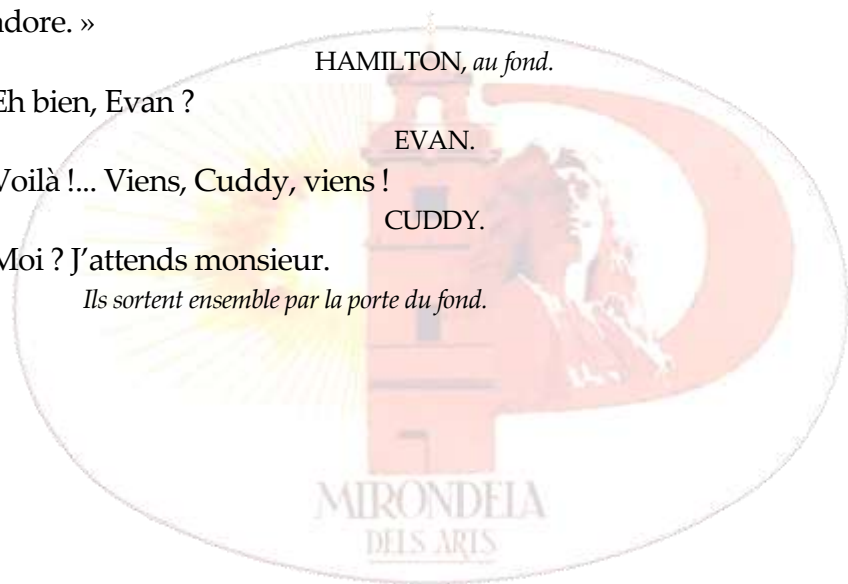 adore. »
HAMILTON, au fond.
Eh bien, Evan ?
EVAN.
Voilà !... Viens, Cuddy, viens !
CUDDY.
Moi ? J’attends monsieur.
Ils sortent ensemble par la porte du fond.
MIRONDELA
DELS ARTS